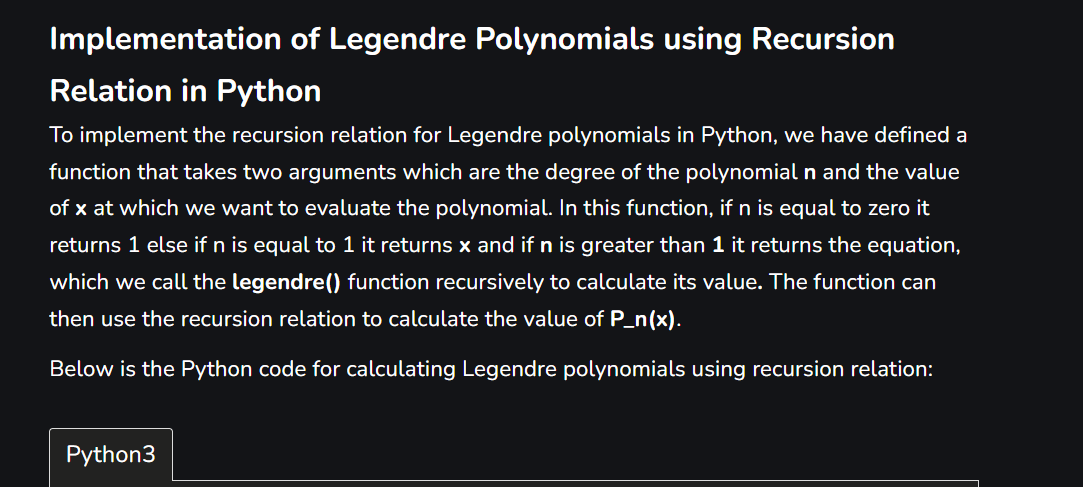 Implementation of Legendre Polynomials using Recursion
Relation in Python
To implement the recursion relation for Legendre polynomials in Python, we have defined a
function that takes two arguments which are the degree of the polynomial n and the value
of x at which we want to evaluate the polynomial. In this function, if n is equal to zero it
returns 1 else if n is equal to 1 it returns x and if n is greater than 1 it returns the equation,
which we call the legendre() function recursively to calculate its value. The function can
then use the recursion relation to calculate the value of P_n(x).
Below is the Python code for calculating Legendre polynomials using recursion relation:
Python3